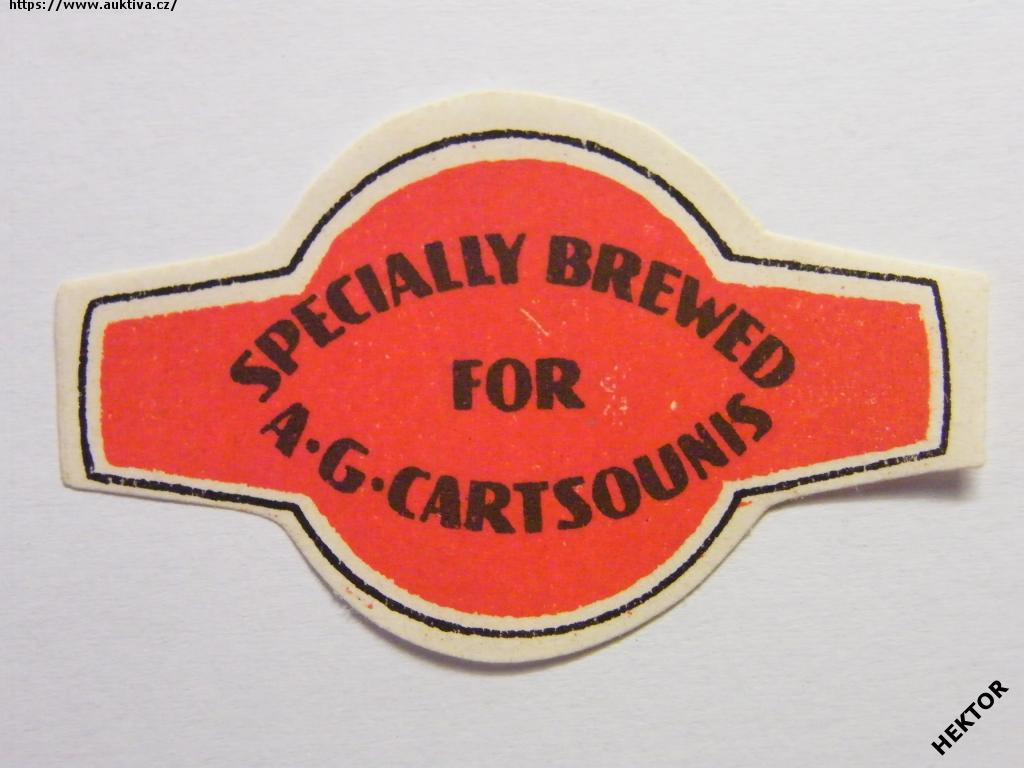 https://www.auktiva.cz/
SPECIALLY BREWED
FOR
A·G·CARTSOUNIS
HEKTOR